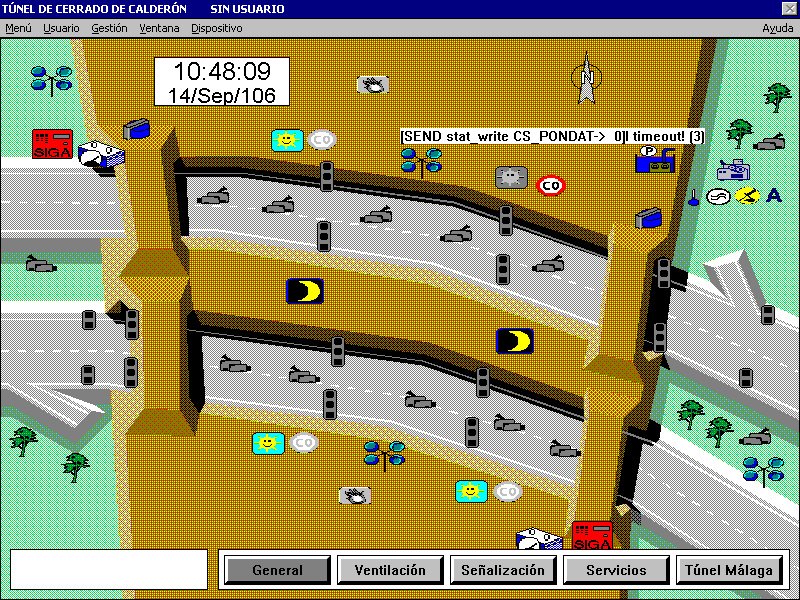 TÚNEL DE CERRADO DE CALDERÓN SIN USUARIO
Menú Usuario Gestión Ventana Dispositivo Ayuda
10:48:09
14/Sep/106
N
[SEND stat_write CS_PONDAT-> 0]l timeout! (3)
SIGA
CO
P
CO
A
CO
CO
SIGA
General Ventilación Señalización Servicios Túnel Málaga